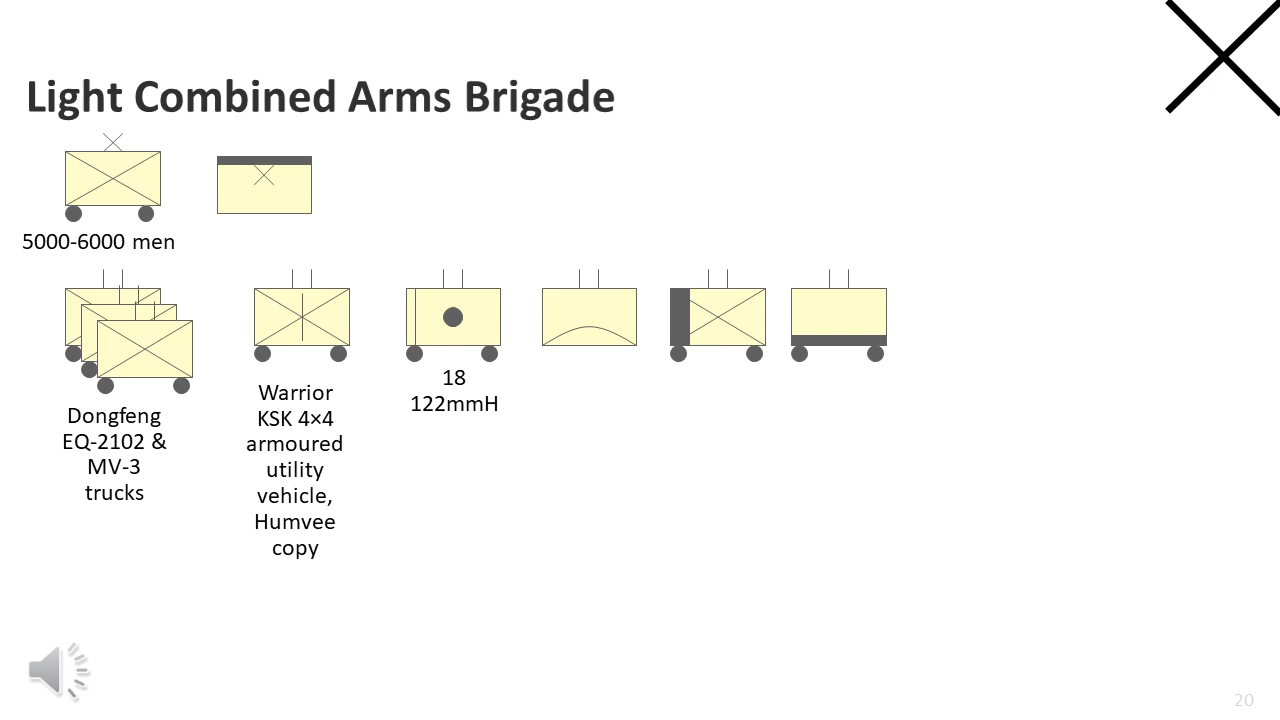 Light Combined Arms Brigade
5000-6000 men
Dongfeng
EQ-2102 &
MV-3
trucks
Warrior
KSK 4×4
armoured
utility
vehicle,
Humvee
copy
18
122mmH
20